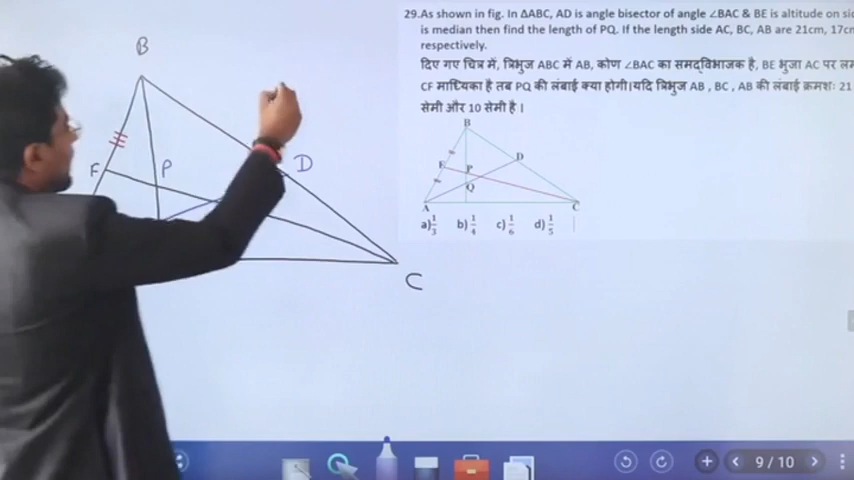 29.As shown in fig. In ΔABC, AD is angle bisector of angle ∠BAC & BE is altitude on
is median then find the length of PQ. If the length side AC, BC, AB are 21cm,
respectively.
दिए गए चित्र में, त्रिभुज ABC में AB, कोण ∠BAC का समद्विभाजक है, BE भुजा AC पर
CF माध्यिका है तब PQ की लंबाई क्या होगी।यदि त्रिभुज AB , BC , AB की लंबाई क्रमशः 21
सेमी और 10 सेमी है।
B
D
P
Q
A
C
a) 1/3 b) 1/4 c) 1/6 d) 1/5
B
F
P
D
C
9 / 10